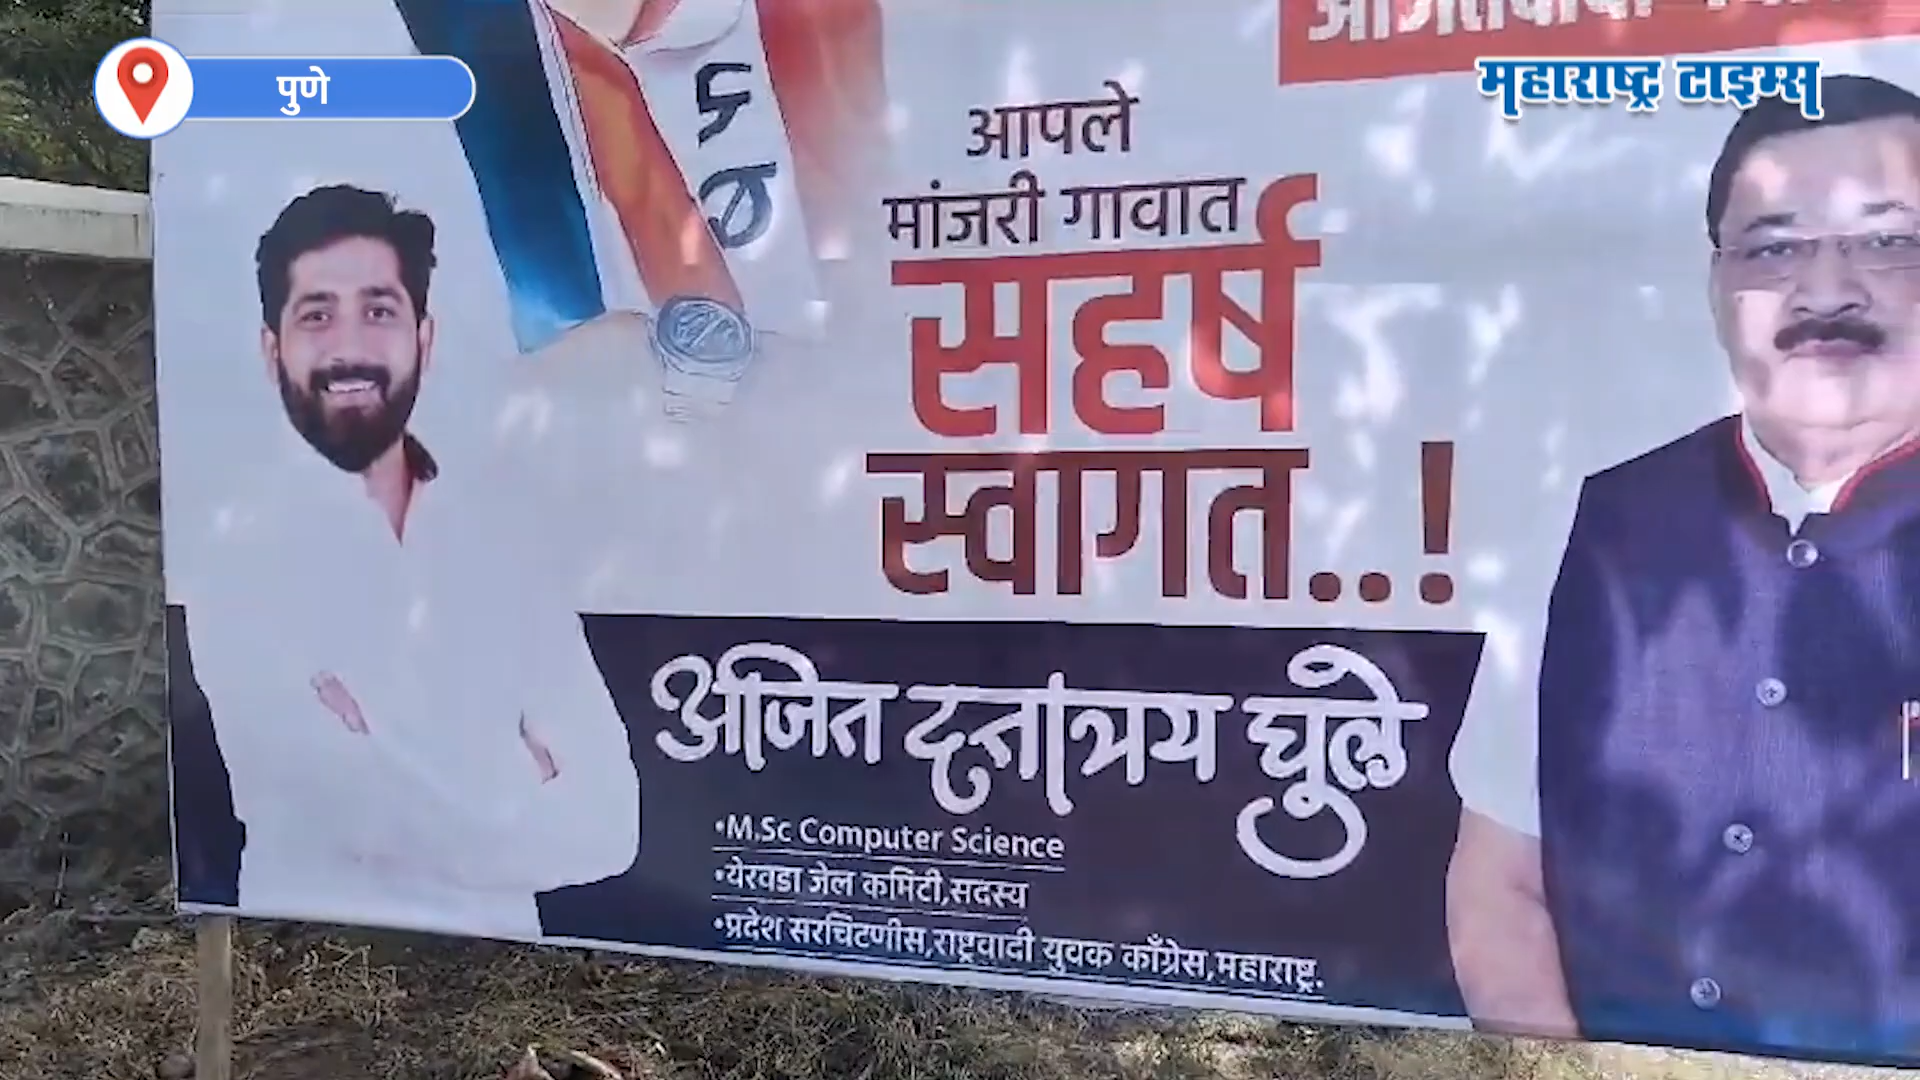 पुणे
महाराष्ट्र टाइम्स
आपले
मांजरी गावात
सहर्ष
स्वागत..!
अजित दत्तात्रय घुले
•M.Sc Computer Science
•येरवडा जेल कमिटी,सदस्य
•प्रदेश सरचिटणीस,राष्ट्रवादी युवक काँग्रेस,महाराष्ट्र.